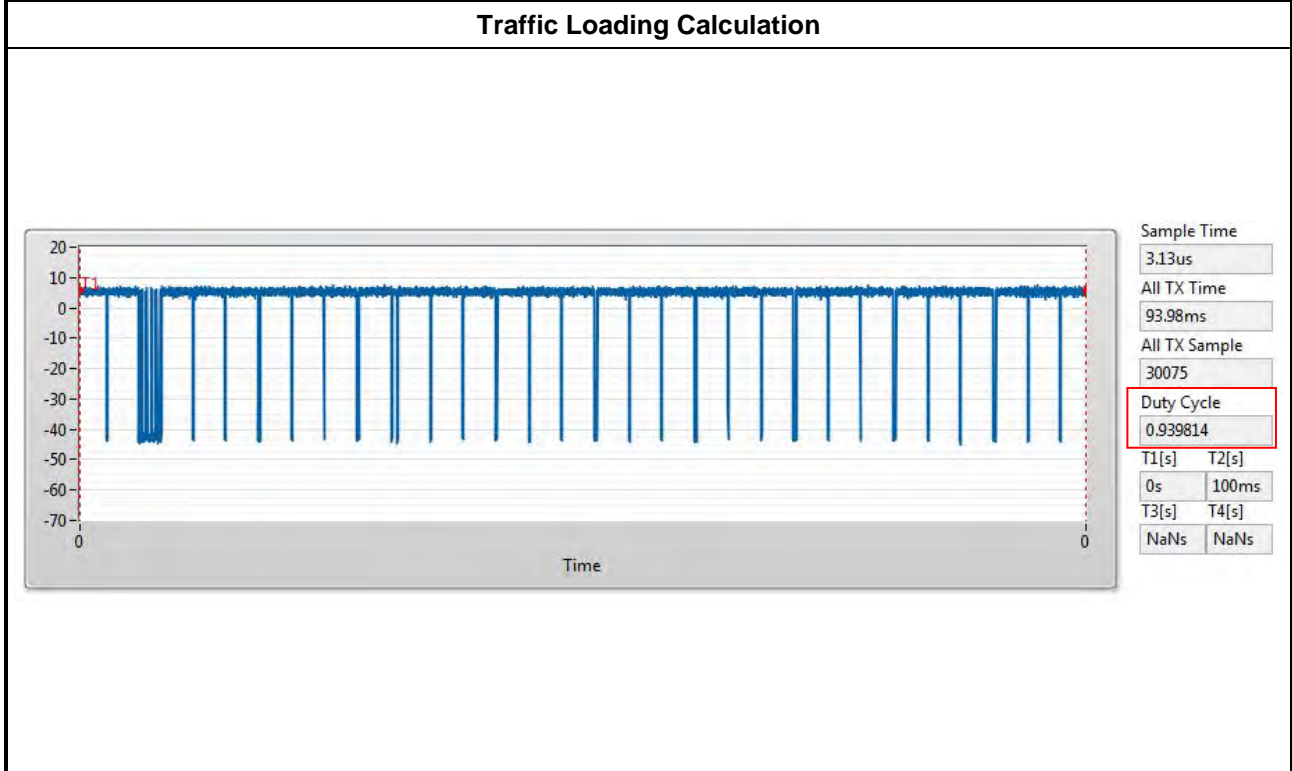 Traffic Loading Calculation
20
10
0
-10
-20
-30
-40
-50
-60
-70
T1
0 0
Time
Sample Time
3.13us
All TX Time
93.98ms
All TX Sample
30075
Duty Cycle
0.939814
T1[s] T2[s]
0s 100ms
T3[s] T4[s]
NaNs NaNs